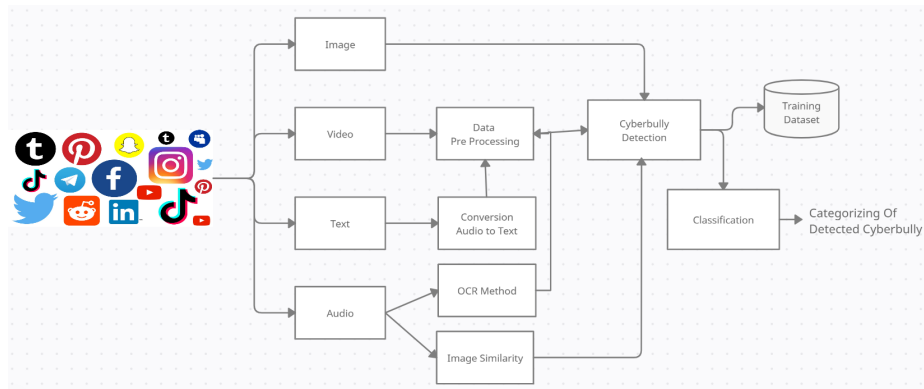 Image
Video
Text
Audio
Data
Pre Processing
Conversion
Audio to Text
OCR Method
Image Similarity
Cyberbully
Detection
Training
Dataset
Classification
Categorizing Of
Detected Cyberbully